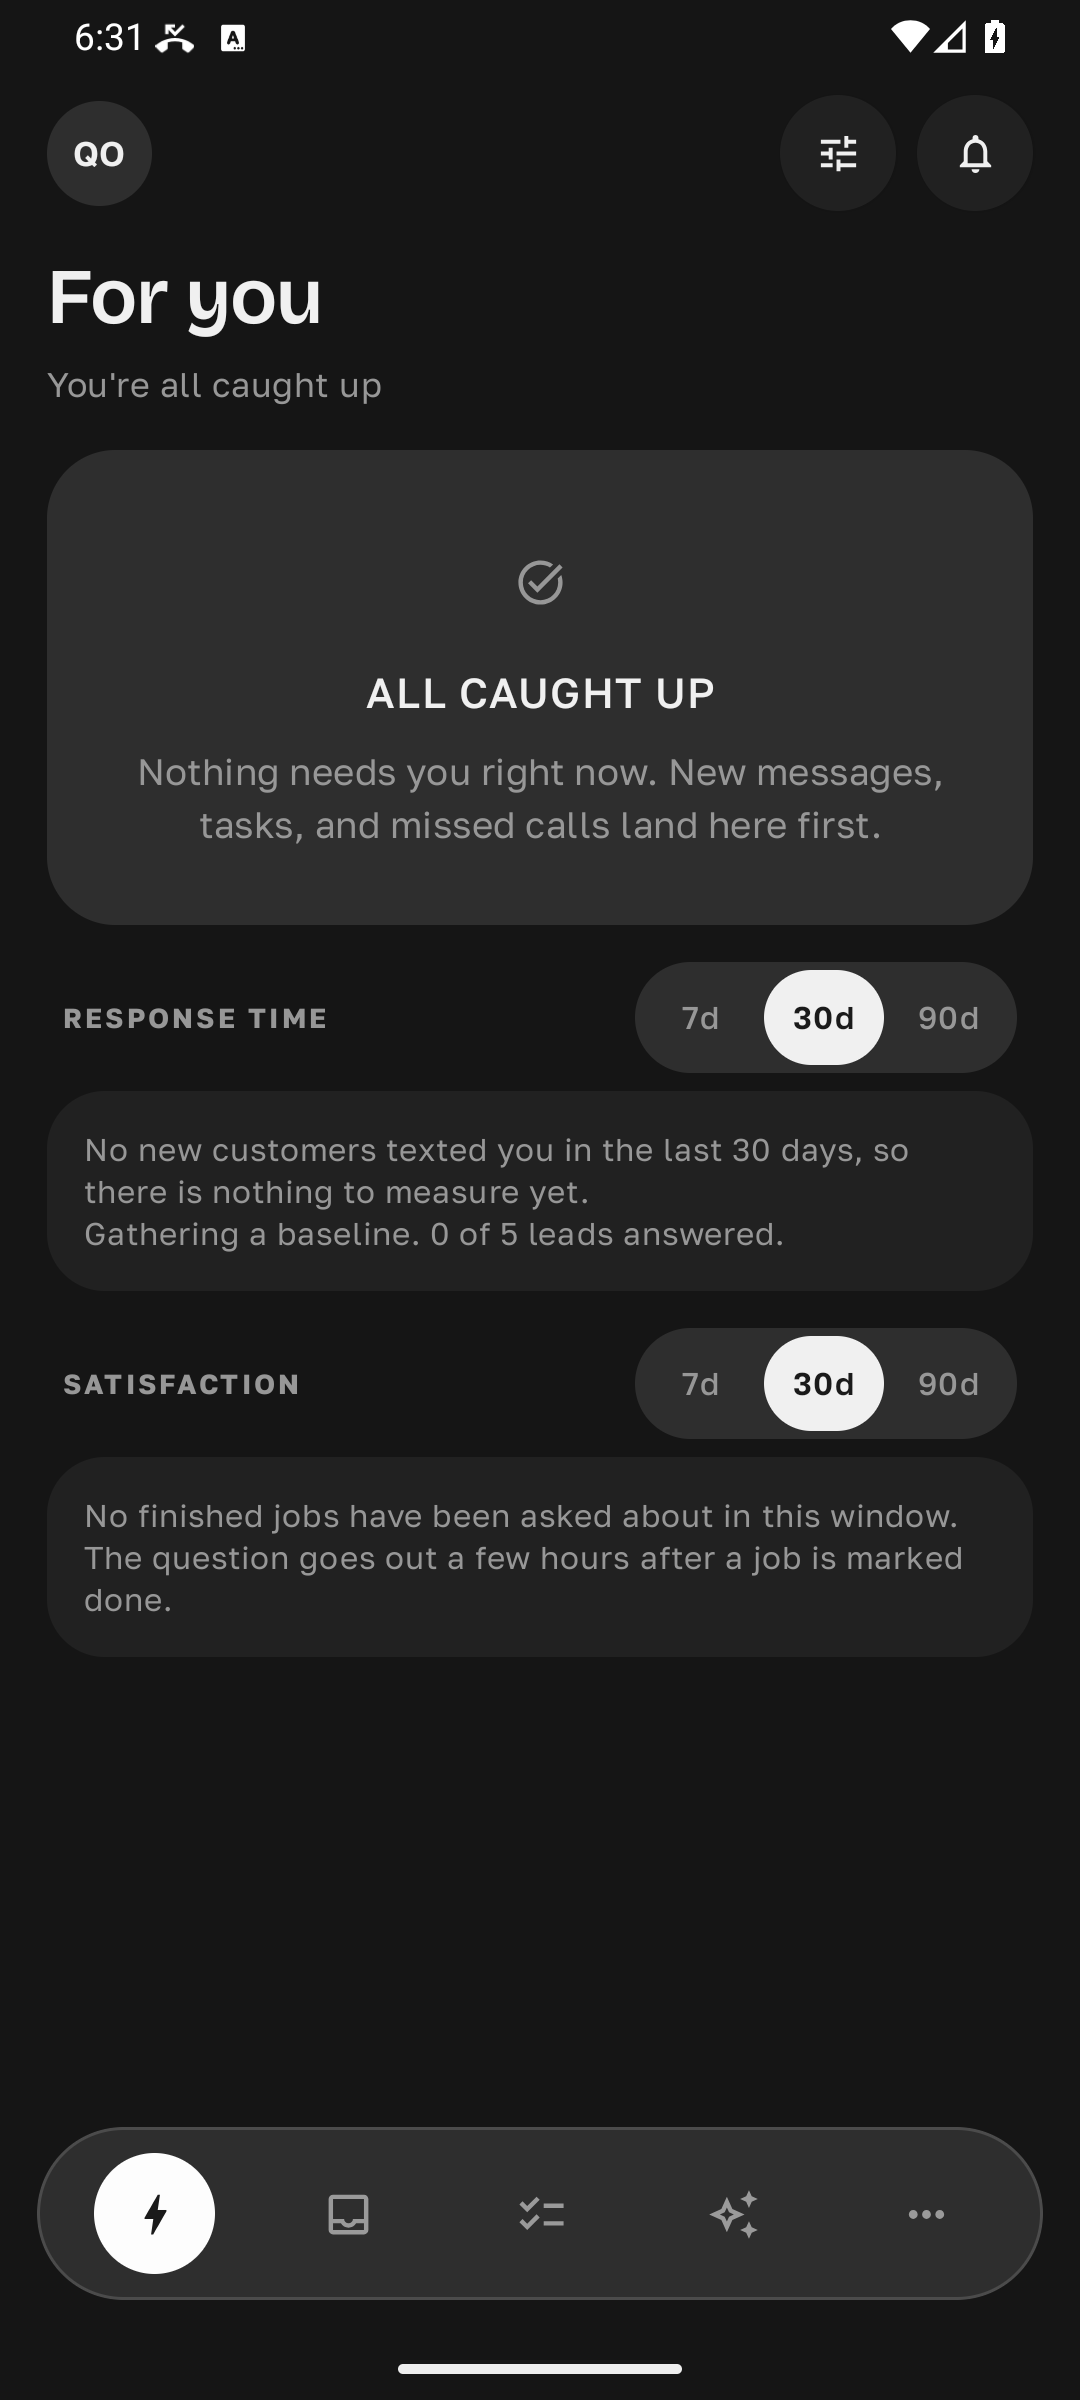 6:31
QO
For you
You're all caught up
ALL CAUGHT UP
Nothing needs you right now. New messages,
tasks, and missed calls land here first.
RESPONSE TIME
7d 30d 90d
No new customers texted you in the last 30 days, so
there is nothing to measure yet.
Gathering a baseline. 0 of 5 leads answered.
SATISFACTION
7d 30d 90d
No finished jobs have been asked about in this window.
The question goes out a few hours after a job is marked
done.